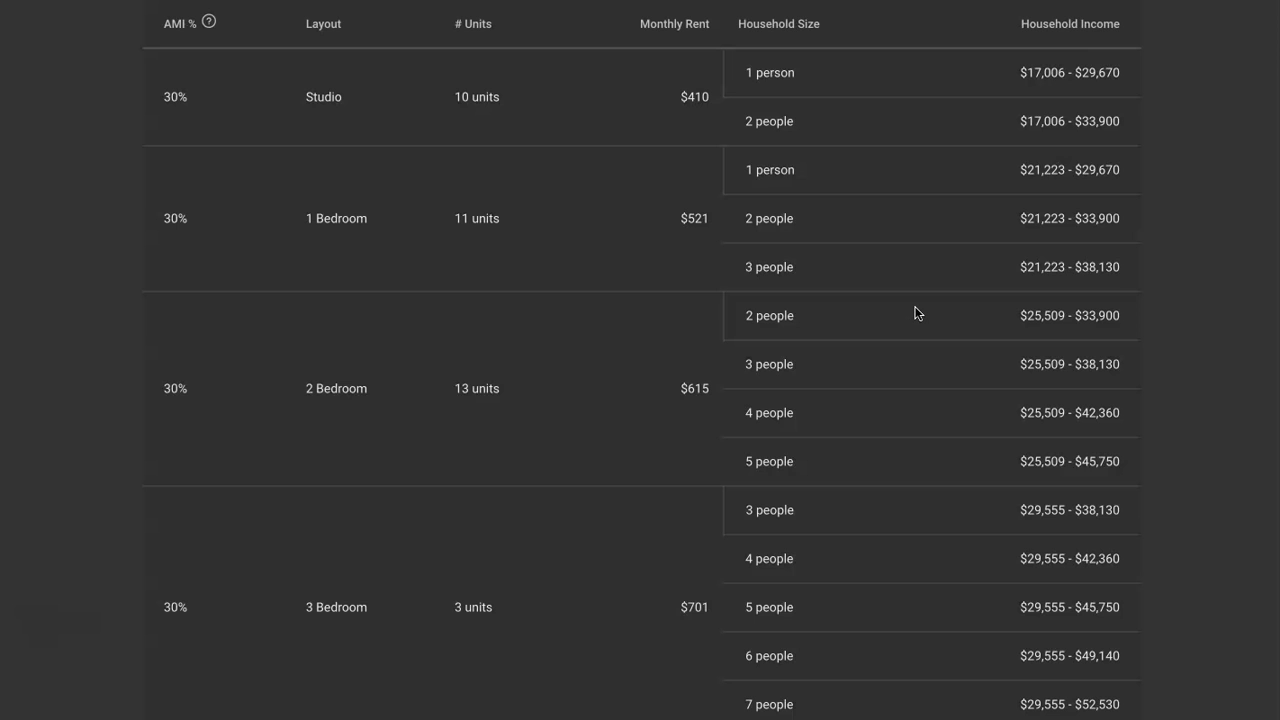 AMI % ? Layout # Units Monthly Rent Household Size Household Income
30% Studio 10 units $410 1 person $17,006 - $29,670
2 people $17,006 - $33,900
30% 1 Bedroom 11 units $521 1 person $21,223 - $29,670
2 people $21,223 - $33,900
3 people $21,223 - $38,130
30% 2 Bedroom 13 units $615 2 people $25,509 - $33,900
3 people $25,509 - $38,130
4 people $25,509 - $42,360
5 people $25,509 - $45,750
30% 3 Bedroom 3 units $701 3 people $29,555 - $38,130
4 people $29,555 - $42,360
5 people $29,555 - $45,750
6 people $29,555 - $49,140
7 people $29,555 - $52,530